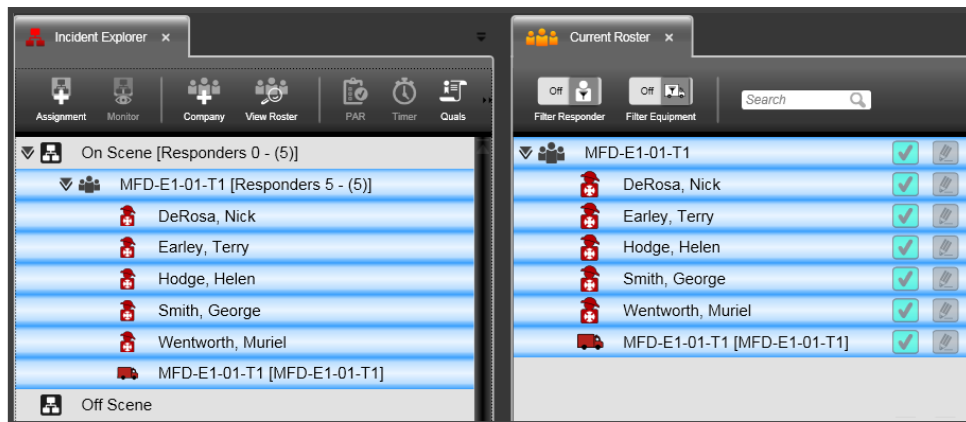 Incident Explorer ×
Assignment Monitor Company View Roster PAR Timer Quals
On Scene [Responders 0 - (5)]
MFD-E1-01-T1 [Responders 5 - (5)]
DeRosa, Nick
Earley, Terry
Hodge, Helen
Smith, George
Wentworth, Muriel
MFD-E1-01-T1 [MFD-E1-01-T1]
Off Scene
Current Roster ×
Off Off Search
Filter Responder Filter Equipment
MFD-E1-01-T1
DeRosa, Nick
Earley, Terry
Hodge, Helen
Smith, George
Wentworth, Muriel
MFD-E1-01-T1 [MFD-E1-01-T1]